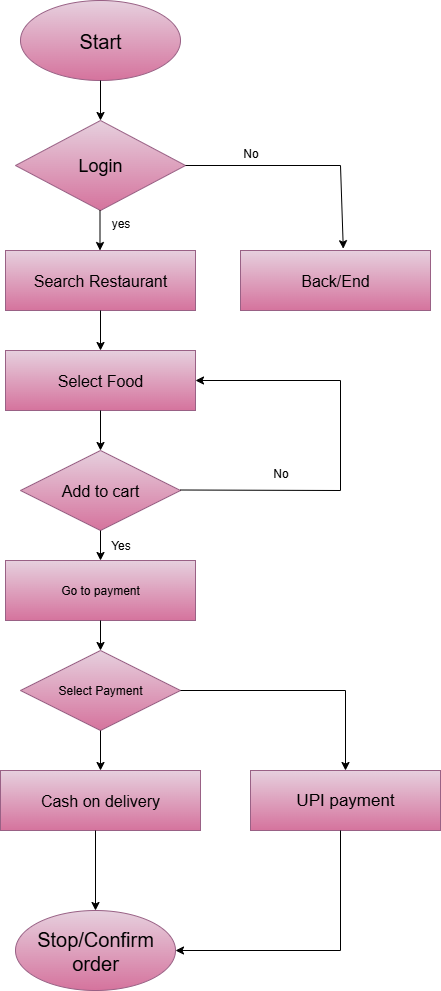 Start
Login
No
yes
Search Restaurant
Back/End
Select Food
Add to cart
No
Yes
Go to payment
Select Payment
Cash on delivery
UPI payment
Stop/Confirm
order